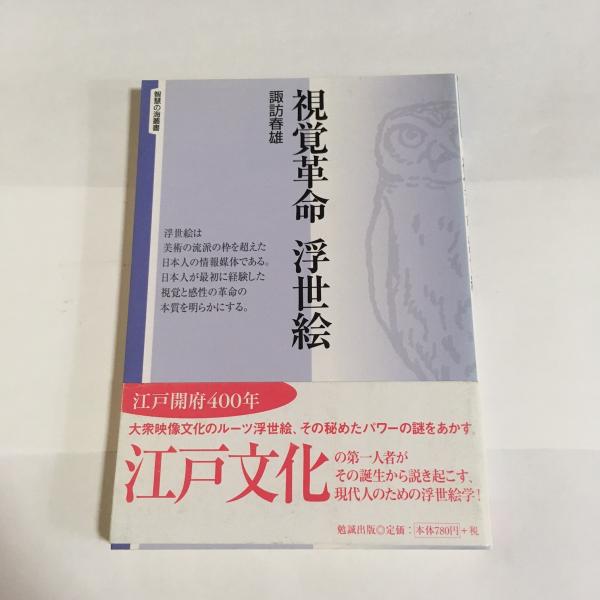 視覚革命 浮世絵
諏訪春雄
智慧の海叢書
浮世絵は
美術の流派の枠を超えた
日本人の情報媒体である。
日本人が最初に経験した
視覚と感性の革命の
本質を明らかにする。
江戸開府400年
大衆映像文化のルーツ浮世絵、その秘めたパワーの謎をあかす。
江戸文化の第一人者が
その誕生から説き起こす、
現代人のための浮世絵学!
勉誠出版◎定価：本体780円+税